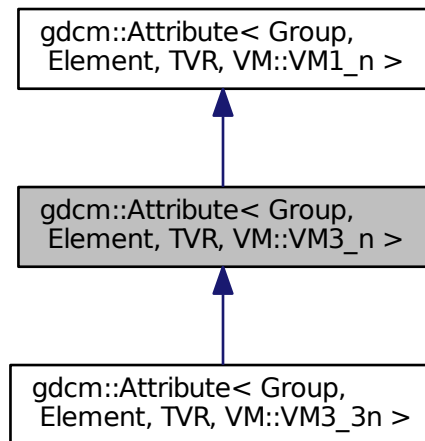 gdcm::Attribute< Group,
Element, TVR, VM::VM1_n >
gdcm::Attribute< Group,
Element, TVR, VM::VM3_n >
gdcm::Attribute< Group,
Element, TVR, VM::VM3_3n >